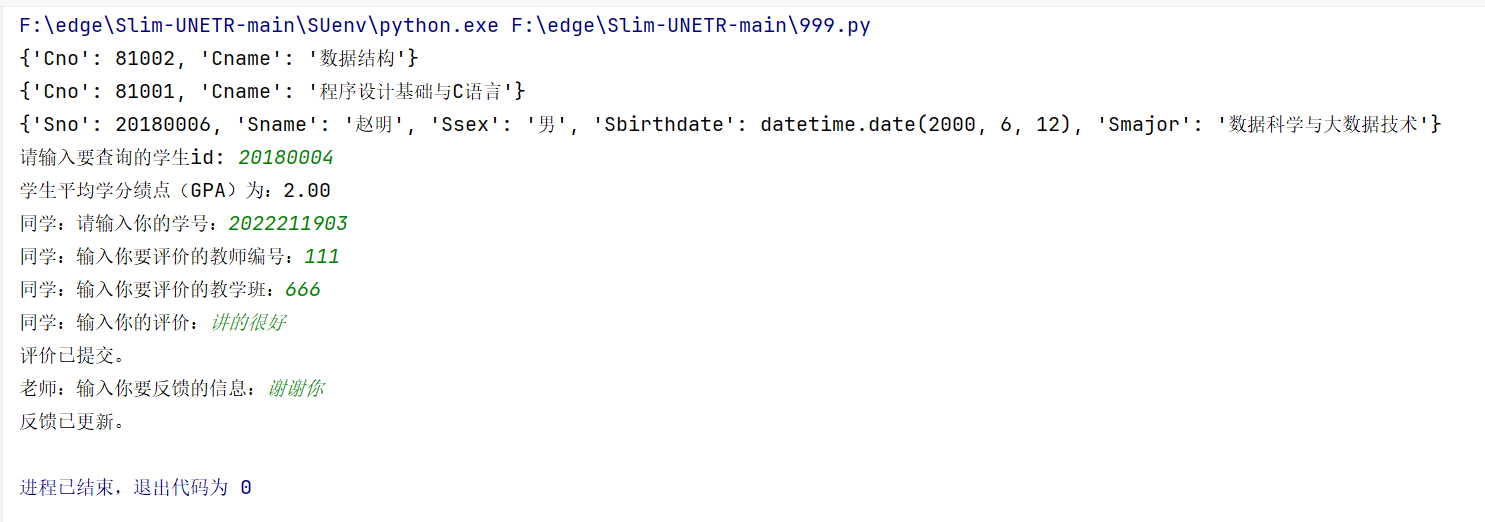 F:\edge\Slim-UNETR-main\SUenv\python.exe F:\edge\Slim-UNETR-main\999.py
{'Cno': 81002, 'Cname': '数据结构'}
{'Cno': 81001, 'Cname': '程序设计基础与C语言'}
{'Sno': 20180006, 'Sname': '赵明', 'Ssex': '男', 'Sbirthdate': datetime.date(2000, 6, 12), 'Smajor': '数据科学与大数据技术'}
请输入要查询的学生id: 20180004
学生平均学分绩点（GPA）为：2.00
同学：请输入你的学号：2022211903
同学：输入你要评价的教师编号：111
同学：输入你要评价的教学班：666
同学：输入你的评价：讲的很好
评价已提交。
老师：输入你要反馈的信息：谢谢你
反馈已更新。
进程已结束，退出代码为 0